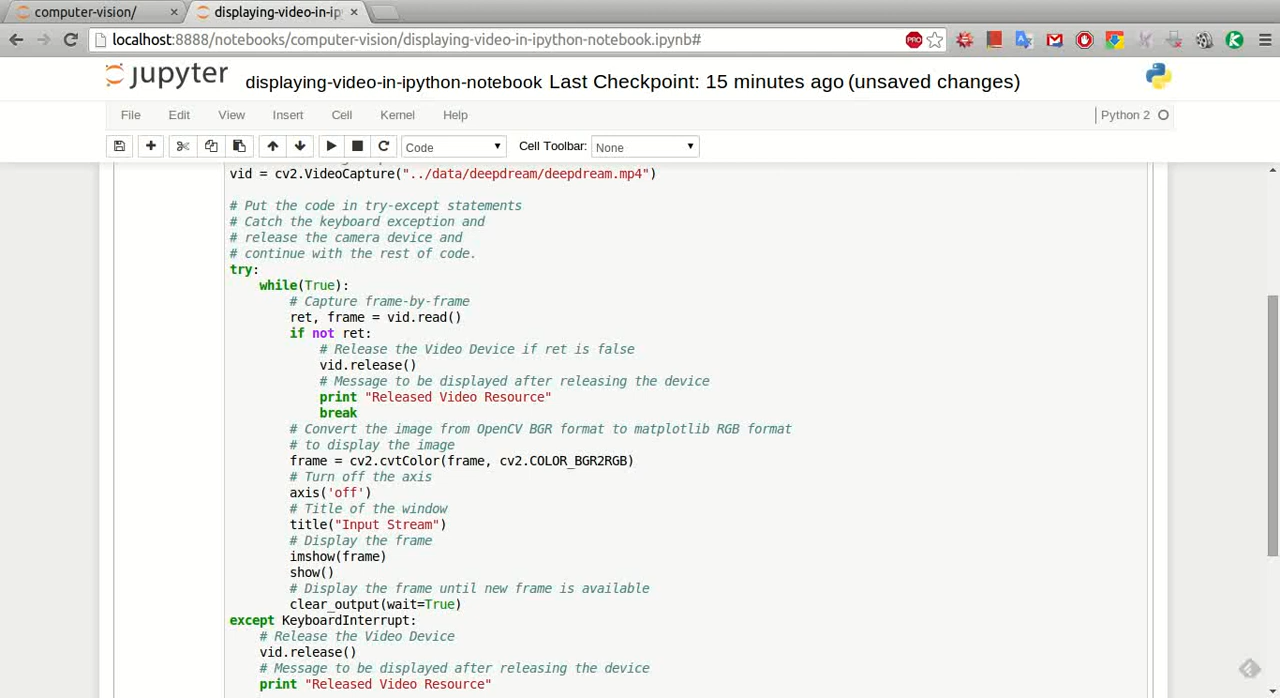 computer-vision/ × displaying-video-in-ip ×
localhost:8888/notebooks/computer-vision/displaying-video-in-ipython-notebook.ipynb# PRO
jupyter displaying-video-in-ipython-notebook Last Checkpoint: 15 minutes ago (unsaved changes)
File Edit View Insert Cell Kernel Help Python 2
Code Cell Toolbar: None
vid = cv2.VideoCapture("../data/deepdream/deepdream.mp4")
# Put the code in try-except statements
# Catch the keyboard exception and
# release the camera device and
# continue with the rest of code.
try:
while(True):
# Capture frame-by-frame
ret, frame = vid.read()
if not ret:
# Release the Video Device if ret is false
vid.release()
# Message to be displayed after releasing the device
print "Released Video Resource"
break
# Convert the image from OpenCV BGR format to matplotlib RGB format
# to display the image
frame = cv2.cvtColor(frame, cv2.COLOR_BGR2RGB)
# Turn off the axis
axis('off')
# Title of the window
title("Input Stream")
# Display the frame
imshow(frame)
show()
# Display the frame until new frame is available
clear_output(wait=True)
except KeyboardInterrupt:
# Release the Video Device
vid.release()
# Message to be displayed after releasing the device
print "Released Video Resource"